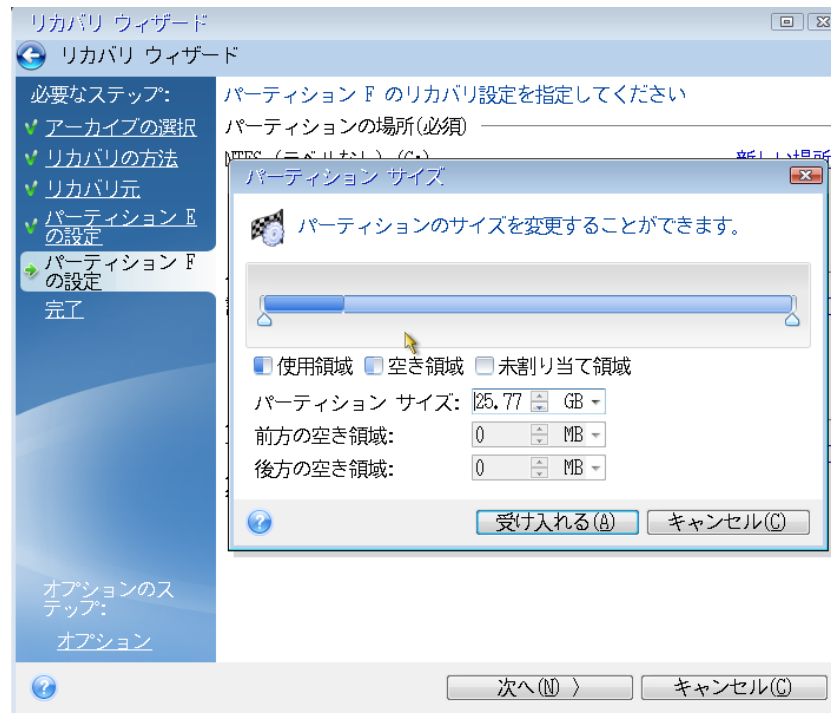 リカバリ ウィザード
リカバリ ウィザード
必要なステップ:
アーカイブの選択
リカバリの方法
リカバリ元
パーティション E
の設定
パーティション F
の設定
完了
オプションのス
テップ:
オプション
パーティション F のリカバリ設定を指定してください
パーティションの場所(必須)
NTFS (ラベルなし) (C:)
新しい場所
パーティション サイズ
パーティションのサイズを変更することができます。
使用領域 空き領域 未割り当て領域
パーティション サイズ: 25.77 GB
前方の空き領域: 0 MB
後方の空き領域: 0 MB
受け入れる(A) キャンセル(C)
次へ(N) 〉 キャンセル(C)